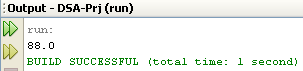 Output - DSA-Prj (run)
run:
88.0
BUILD SUCCESSFUL (total time: 1 second)